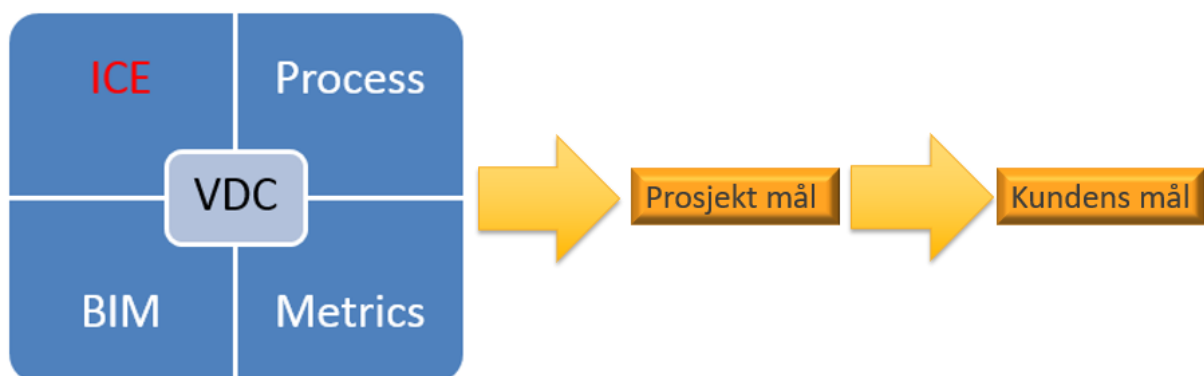 ICE
Process
VDC
BIM
Metrics
Prosjekt mål
Kundens mål